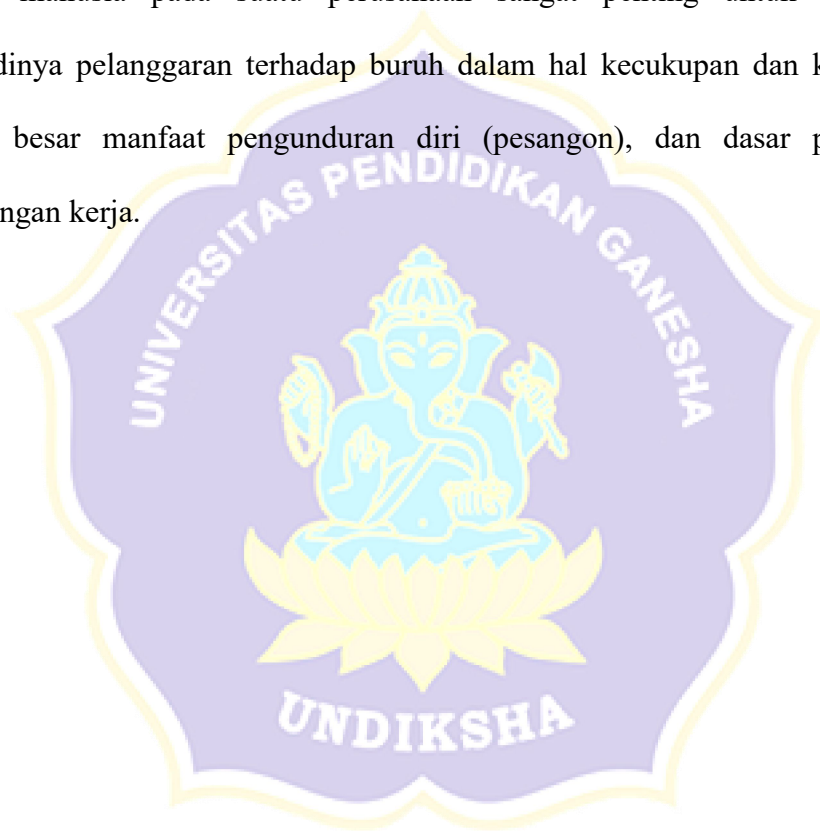 manusia pada suatu perusahaan sangat penting untuk
dinya pelanggaran terhadap buruh dalam hal kecukupan dan k
besar manfaat pengunduran diri (pesangon), dan dasar p
ngan kerja.
UNIVERSITAS PENDIDIKAN GANESHA
UNDIKSHA